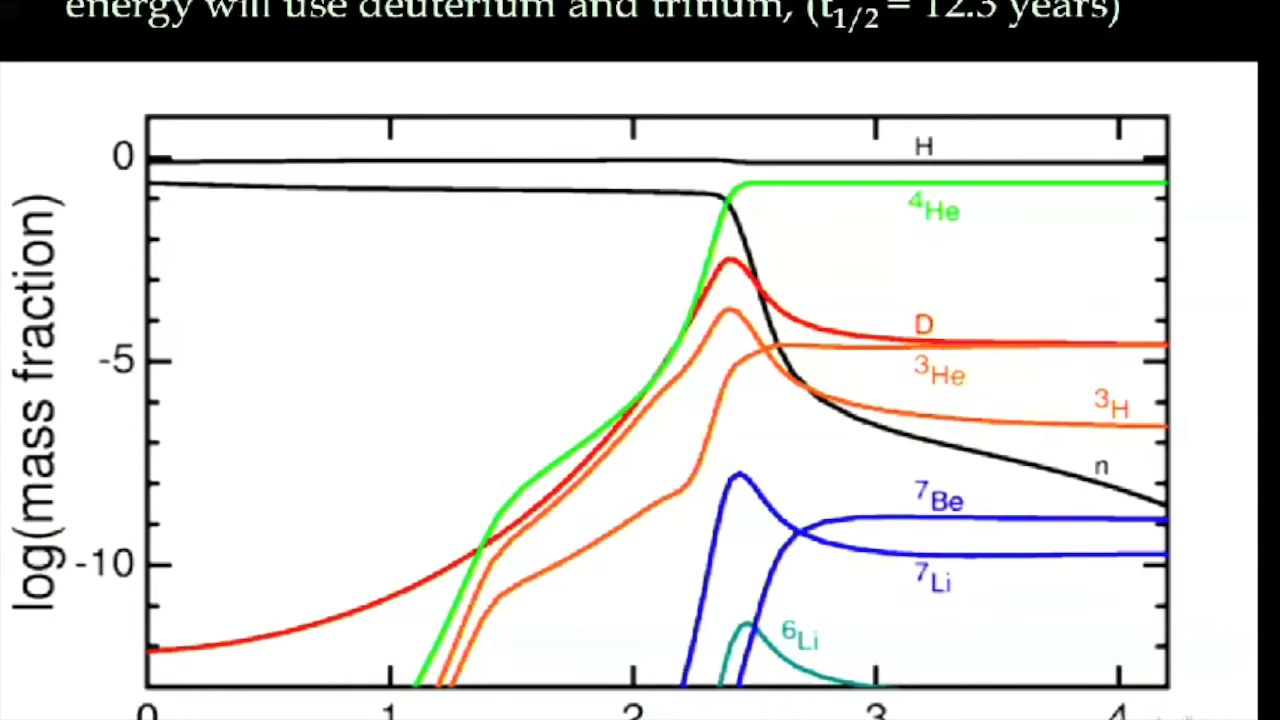 energy will use deuterium and tritium, (t1/2 = 12.3 years)
0
H
4He
D
-5
3He
3H
n
7Be
-10
7Li
6Li
log(mass fraction)
0 1 2 3 4